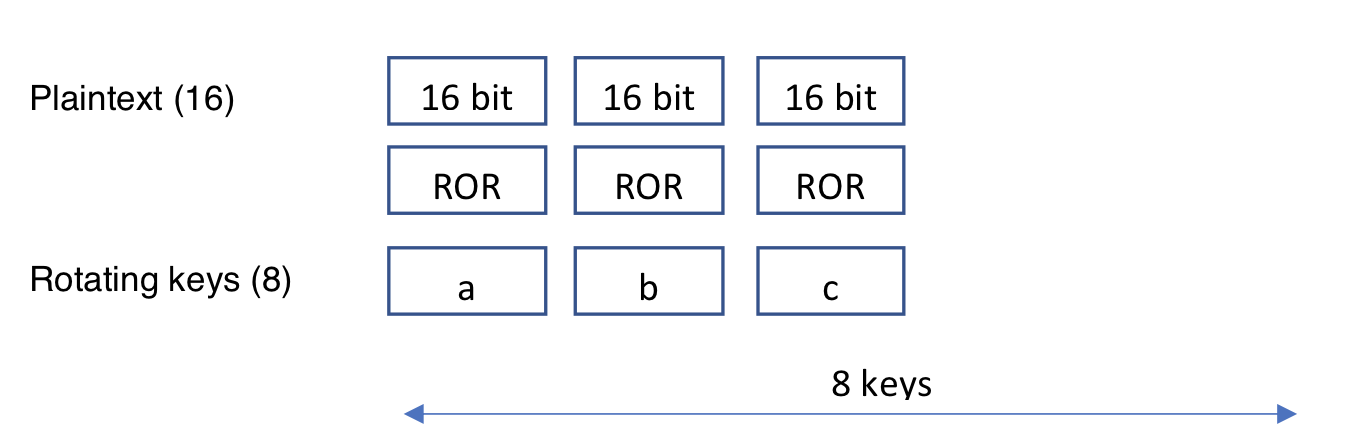 Plaintext (16) 16 bit 16 bit 16 bit
ROR ROR ROR
Rotating keys (8) a b c
8 keys